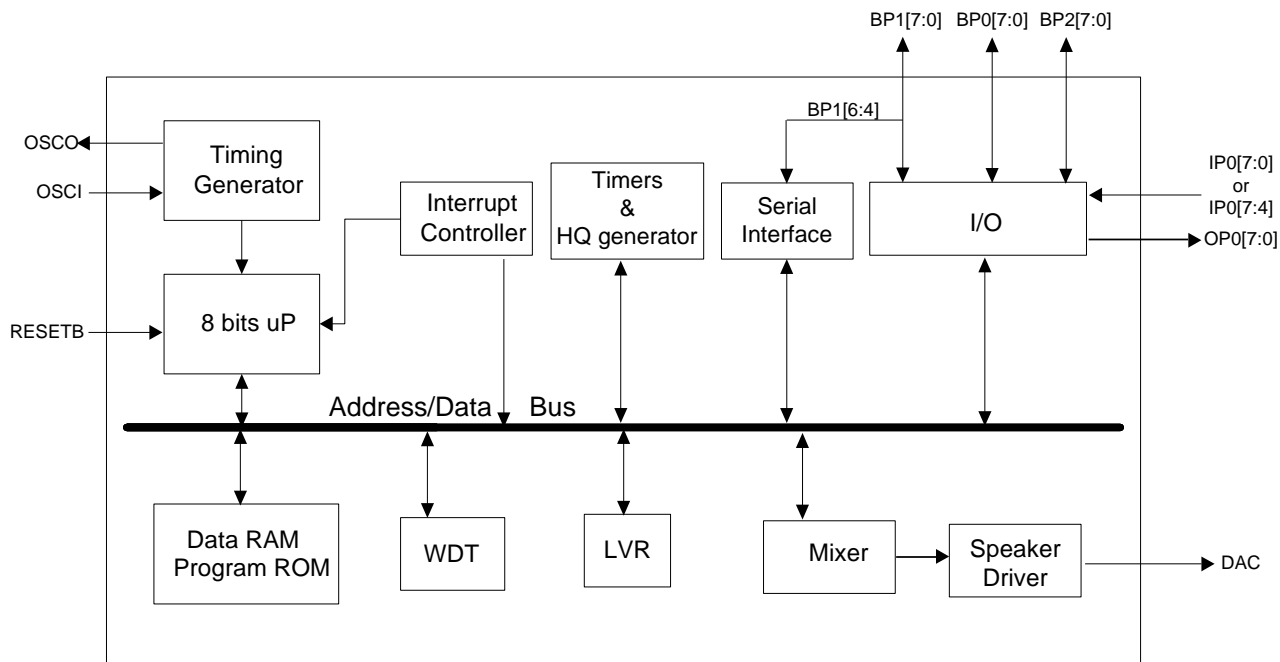 BP1[7:0] BP0[7:0] BP2[7:0]
BP1[6:4]
OSCO
OSCI
Timing
Generator
Interrupt
Controller
Timers
&
HQ generator
Serial
Interface
I/O
IP0[7:0]
or
IP0[7:4]
OP0[7:0]
RESETB
8 bits uP
Address/Data Bus
Data RAM
Program ROM
WDT
LVR
Mixer
Speaker
Driver
DAC